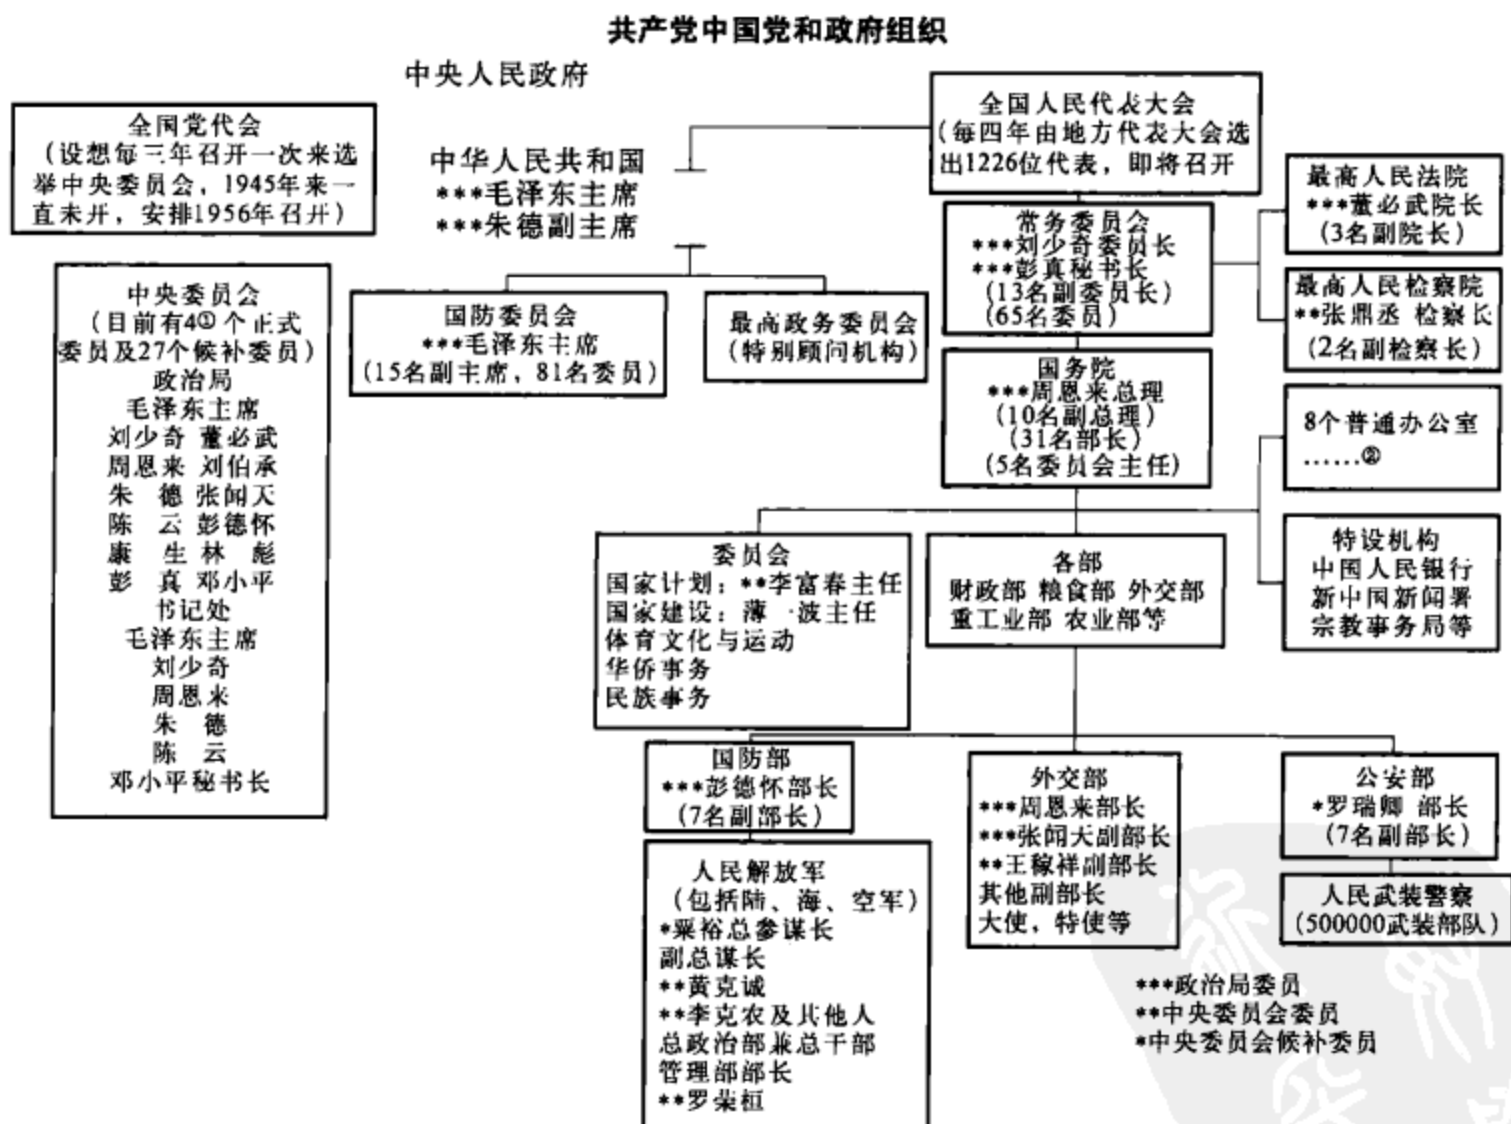 共产党中国党和政府组织
中央人民政府
全国党代会
(设想每三年召开一次来选
举中央委员会，1945年来一
直未开，安排1956年召开)
中央委员会
(目前有4①个正式
委员及27个候补委员)
政治局
毛泽东主席
刘少奇 董必武
周恩来 刘伯承
朱 德 张闻天
陈 云 彭德怀
康 生 林 彪
彭 真 邓小平
书记处
毛泽东主席
刘少奇
周恩来
朱 德
陈 云
邓小平秘书长
中华人民共和国
***毛泽东主席
***朱德副主席
国防委员会
***毛泽东主席
(15名副主席，81名委员)
最高政务委员会
(特别顾问机构)
全国人民代表大会
(每四年由地方代表大会选
出1226位代表，即将召开
常务委员会
***刘少奇委员长
***彭真秘书长
(13名副委员长)
(65名委员)
最高人民法院
***董必武院长
(3名副院长)
最高人民检察院
**张鼎丞 检察长
(2名副检察长)
国务院
***周恩来总理
(10名副总理)
(31名部长)
(5名委员会主任)
8个普通办公室
……②
特设机构
中国人民银行
新中国新闻署
宗教事务局等
委员会
国家计划：**李富春主任
国家建设：薄一波主任
体育文化与运动
华侨事务
民族事务
各部
财政部 粮食部 外交部
重工业部 农业部等
国防部
***彭德怀部长
(7名副部长)
人民解放军
(包括陆、海、空军)
*粟裕总参谋长
副总谋长
**黄克诚
**李克农及其他人
总政治部兼总干部
管理部部长
**罗荣桓
外交部
***周恩来部长
***张闻天副部长
**王稼祥副部长
其他副部长
大使，特使等
公安部
*罗瑞卿 部长
(7名副部长)
人民武装警察
(500000武装部队)
***政治局委员
**中央委员会委员
*中央委员会候补委员